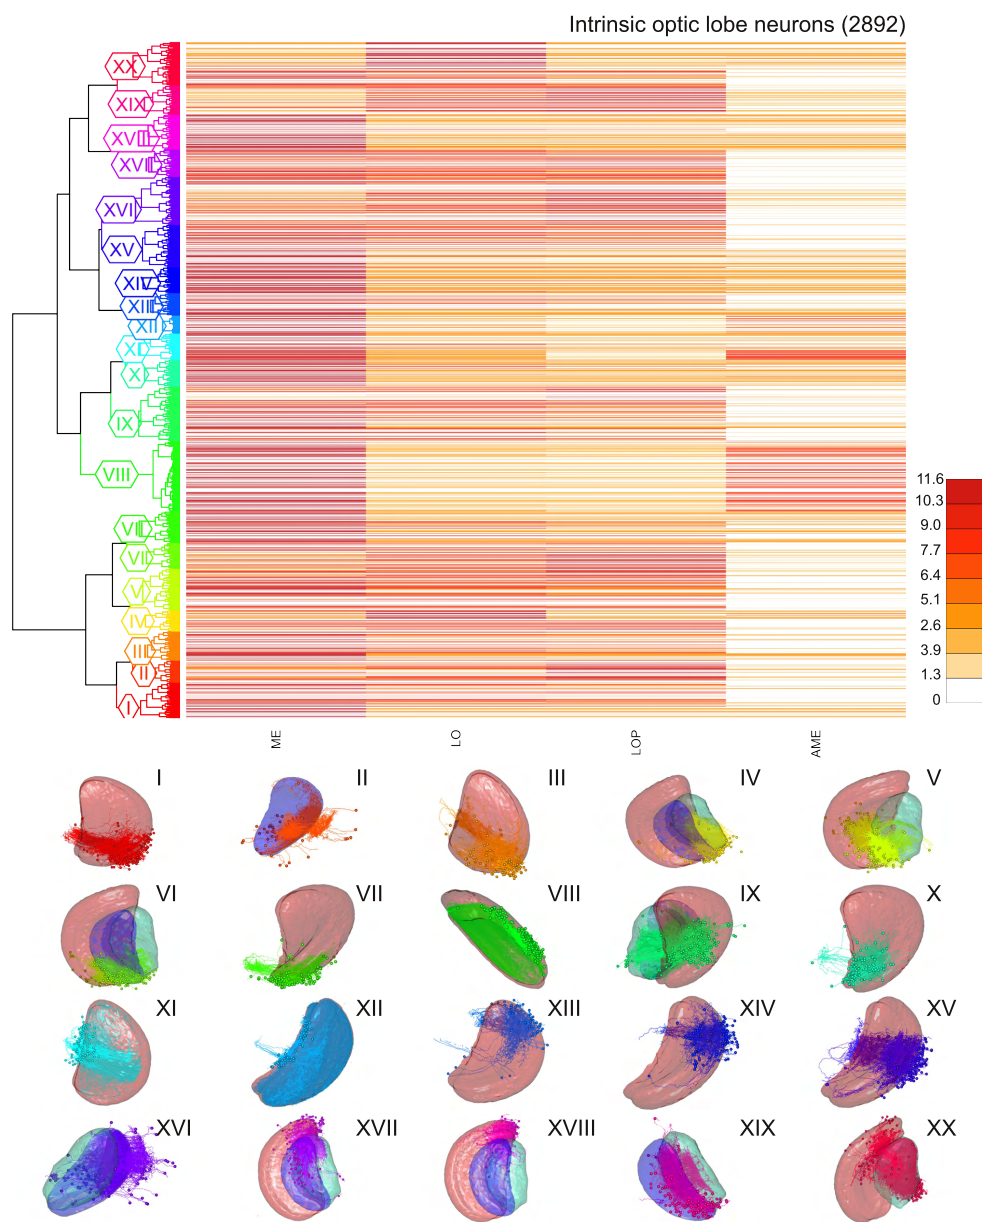 Intrinsic optic lobe neurons (2892)
XX
XIX
XVIII
XVII
XVI
XV
XIV
XIII
XII
XI
X
IX
VIII
VII
VI
V
IV
III
II
I
11.6
10.3
9.0
7.7
6.4
5.1
2.6
3.9
1.3
0
ME LO LOP AME
I II III IV V
VI VII VIII IX X
XI XII XIII XIV XV
XVI XVII XVIII XIX XX